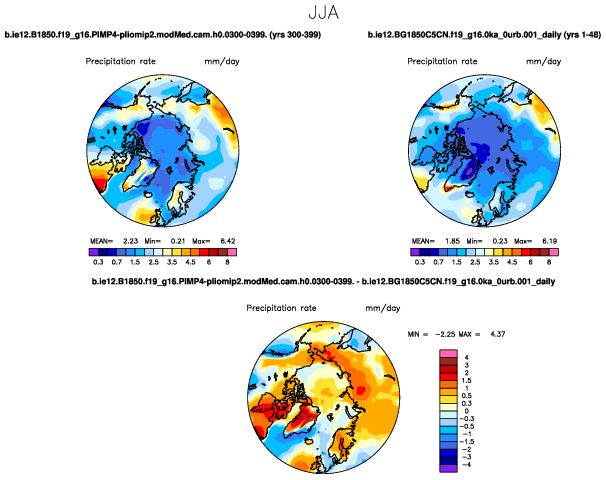 JJA
b.ie12.B1850.f19_g16.PIMP4-pliomip2.modMed.cam.h0.0300-0399. (yrs 300-399)
b.ie12.BG1850C5CN.f19_g16.0ka_0urb.001_daily (yrs 1-48)
Precipitation rate mm/day
Precipitation rate mm/day
MEAN= 2.23 Min= 0.21 Max= 6.42
MEAN= 1.85 Min= 0.23 Max= 6.19
0.3 0.7 1.5 2.5 3.5 4.5 6 8
0.3 0.7 1.5 2.5 3.5 4.5 6 8
b.ie12.B1850.f19_g16.PIMP4-pliomip2.modMed.cam.h0.0300-0399. - b.ie12.BG1850C5CN.f19_g16.0ka_0urb.001_daily
Precipitation rate mm/day
MIN = -2.25 MAX = 4.37
4
3
2
1.5
1
0.5
0.3
0
-0.3
-0.5
-1
-1.5
-2
-3
-4